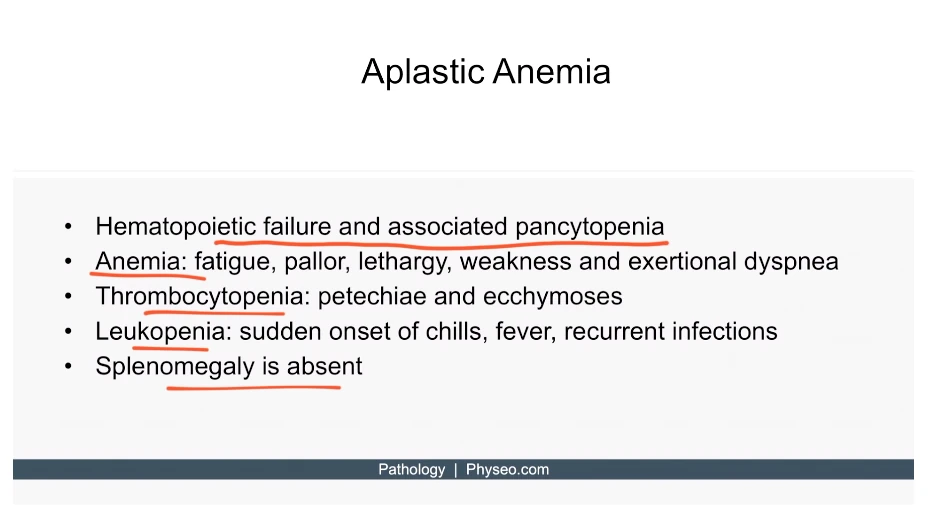 Aplastic Anemia
• Hematopoietic failure and associated pancytopenia
• Anemia: fatigue, pallor, lethargy, weakness and exertional dyspnea
• Thrombocytopenia: petechiae and ecchymoses
• Leukopenia: sudden onset of chills, fever, recurrent infections
• Splenomegaly is absent
Pathology | Physeo.com